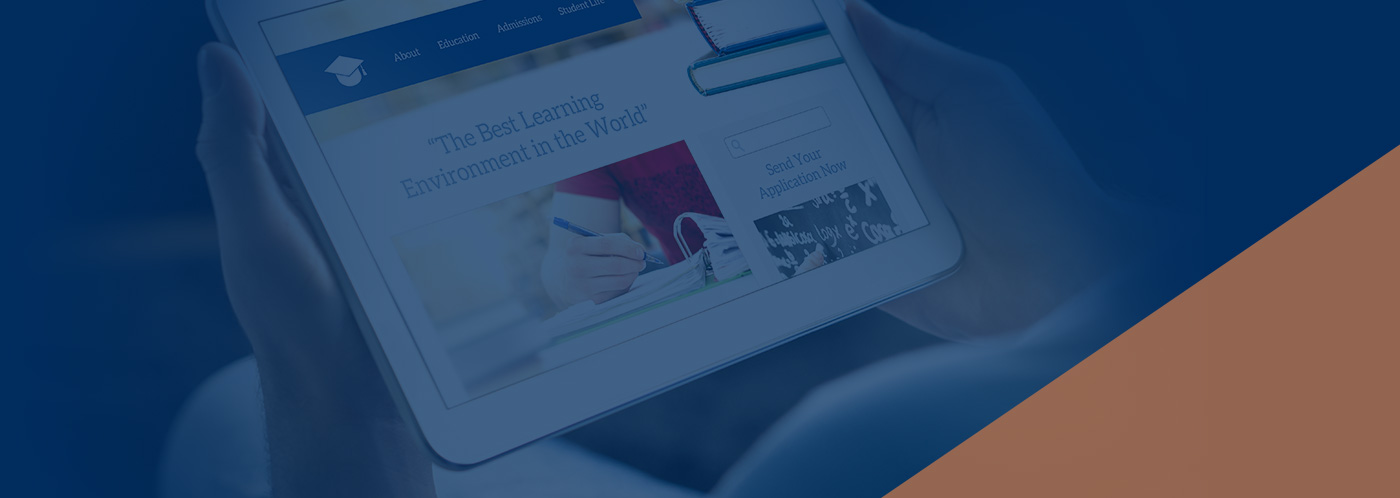 About Education Admissions Student Life
"The Best Learning
Environment in the World"
Send Your
Application Now